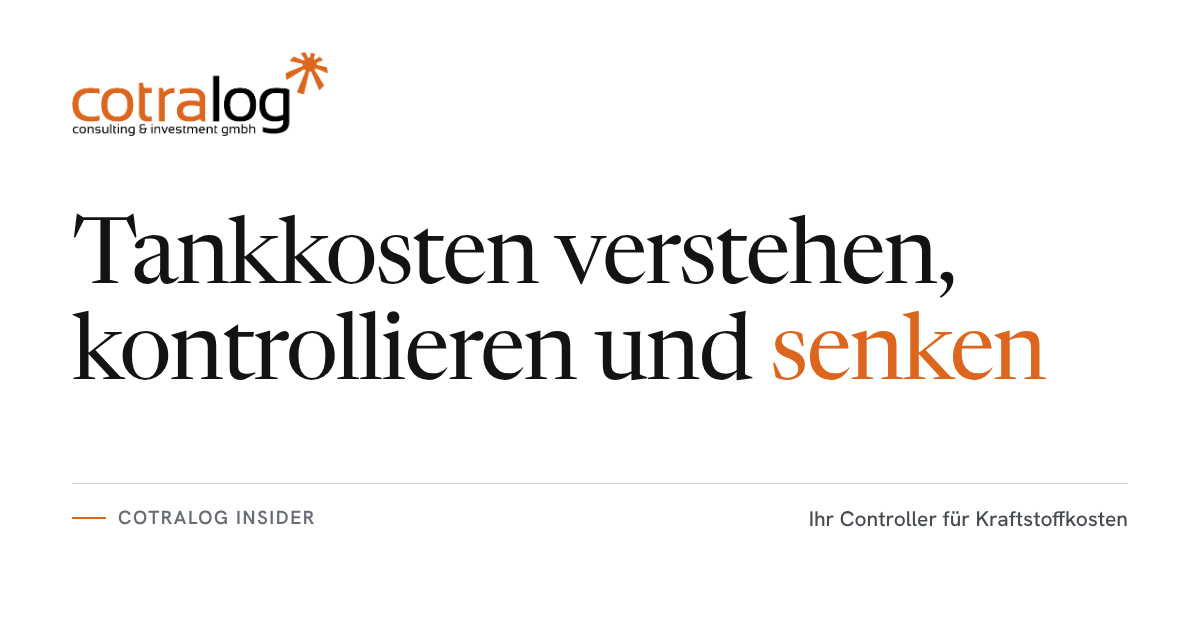 cotralog
consulting & investment gmbh
Tankkosten verstehen,
kontrollieren und senken
COTRALOG INSIDER
Ihr Controller für Kraftstoffkosten